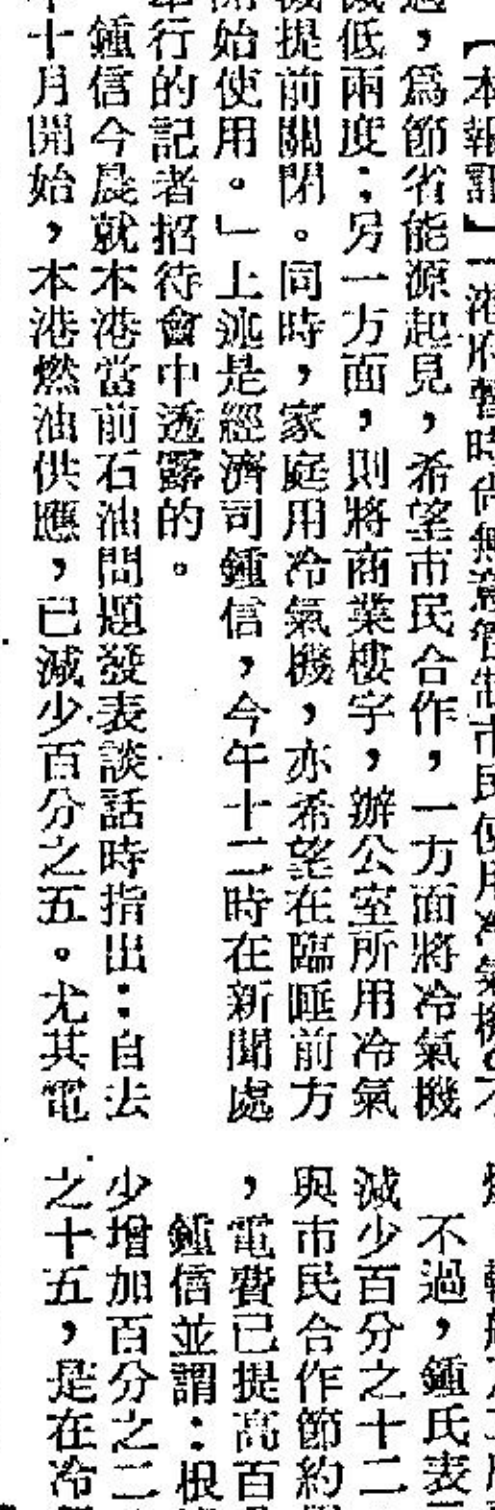 【本報訊】「港府暫時尚無意管制市民使用冷氣機。不
過，爲節省能源起見，希望市民合作，一方面將冷氣機
低兩度；另一方面，則將商業樓宇，辦公室所用冷氣
機提前關閉。同時，家庭用冷氣機，亦希望在臨睡前方
開始使用。」上述是經濟司鍾信，今午十二時在新聞處
舉行的記者招待會中透露的。
鍾信今晨就本港當前石油問題發表談話時指出：自去
年十月開始，本港燃油供應，已減少百分之五。尤其電
不過，鍾氏表
減少百分之十二
與市民合作節約
，電費已提高百
鍾信並謂：根
少增加百分之二
之十五，是在冷